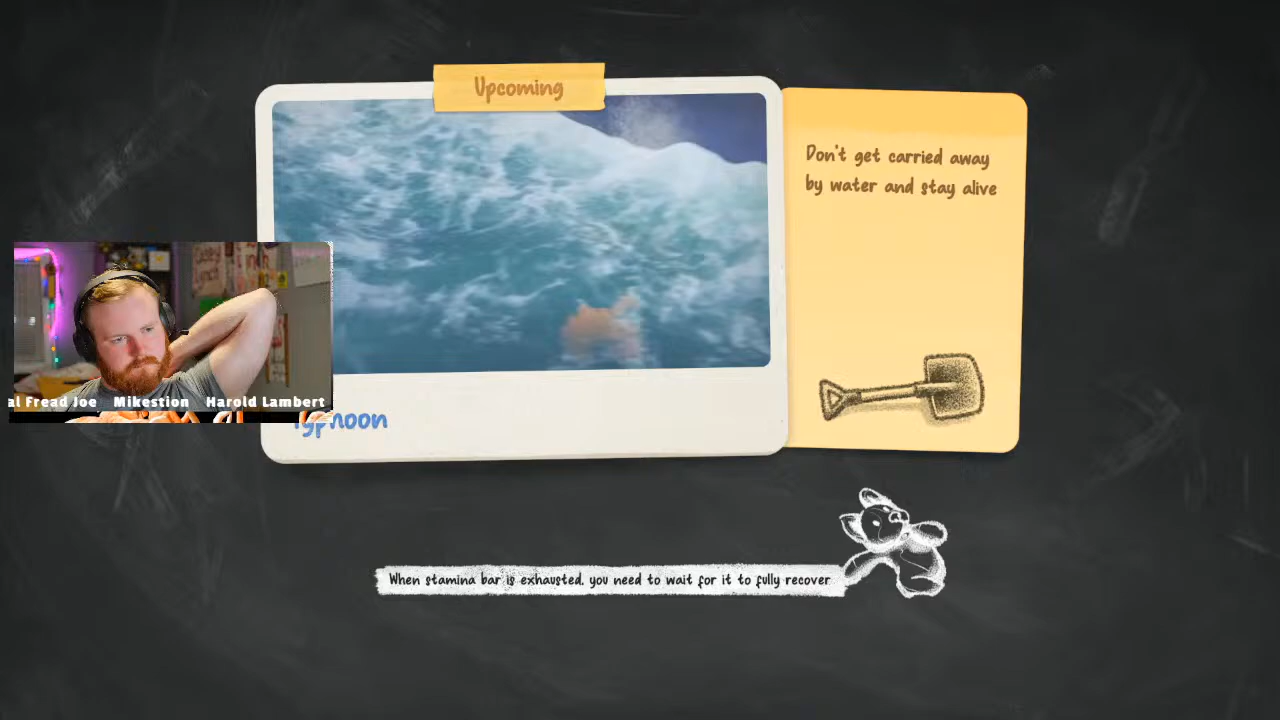 Upcoming
Don't get carried away
by water and stay alive
al Fread Joe Mikestion Harold Lambert
Typhoon
When stamina bar is exhausted, you need to wait for it to fully recover